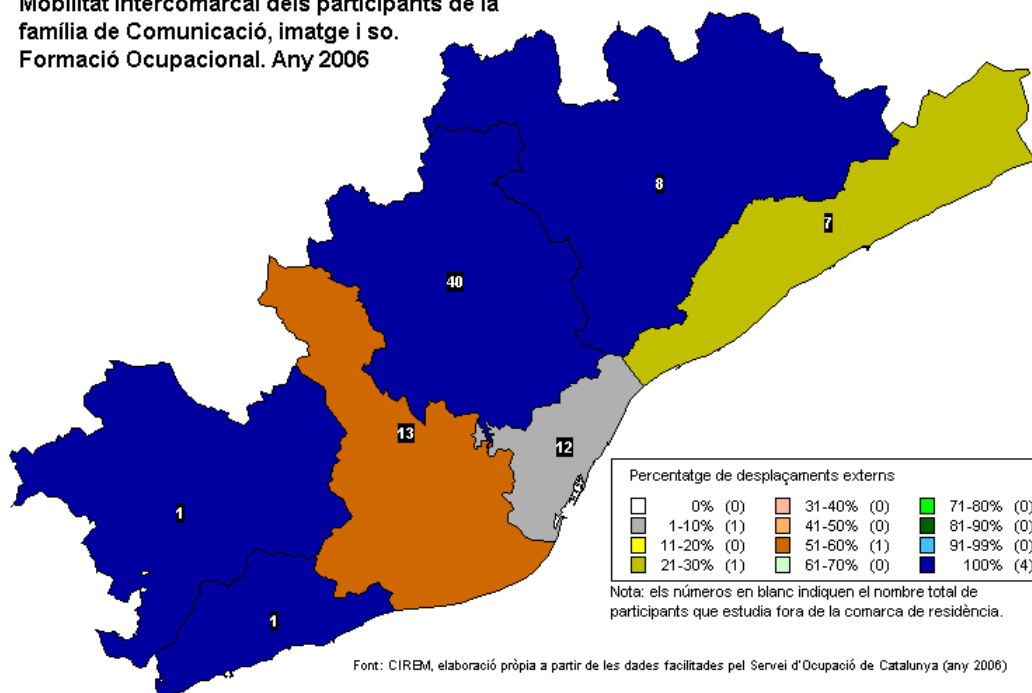 Mobilitat intercomarcal dels participants de la
família de Comunicació, imatge i so.
Formació Ocupacional. Any 2006
8
7
40
13
12
1
1
Percentatge de desplaçaments externs
0% (0) 31-40% (0) 71-80% (0)
1-10% (1) 41-50% (0) 81-90% (0)
11-20% (0) 51-60% (1) 91-99% (0)
21-30% (1) 61-70% (0) 100% (4)
Nota: els números en blanc indiquen el nombre total de
participants que estudia fora de la comarca de residència.
Font: CIREM, elaboració pròpia a partir de les dades facilitades pel Servei d'Ocupació de Catalunya (any 2006)